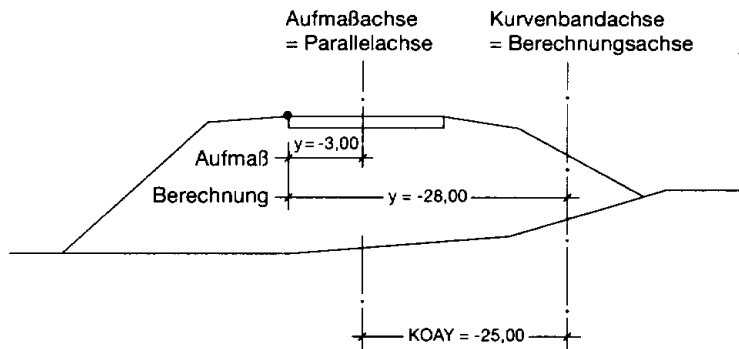 Aufmaßachse
= Parallelachse
Kurvenbandachse
= Berechnungsachse
y= -3,00
Aufmaß
Berechnung
y = -28,00
KOAY = -25,00